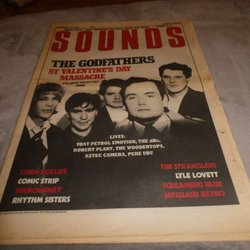 SOUNDS
THE GODFATHERS
ST VALENTINE'S DAY
MASSACRE
LIVES:
THAT PETROL EMOTION, THE dBs,
ROBERT PLANT, THE WOODENTOPS,
AZTEC CAMERA, PERE UBU
CORN DOLLIES
COMIC STRIP
MICRODISNEY
RHYTHM SISTERS
THE STRANGLERS
LYLE LOVETT
SCREAMING BLUE
MESSIAHS RETRO